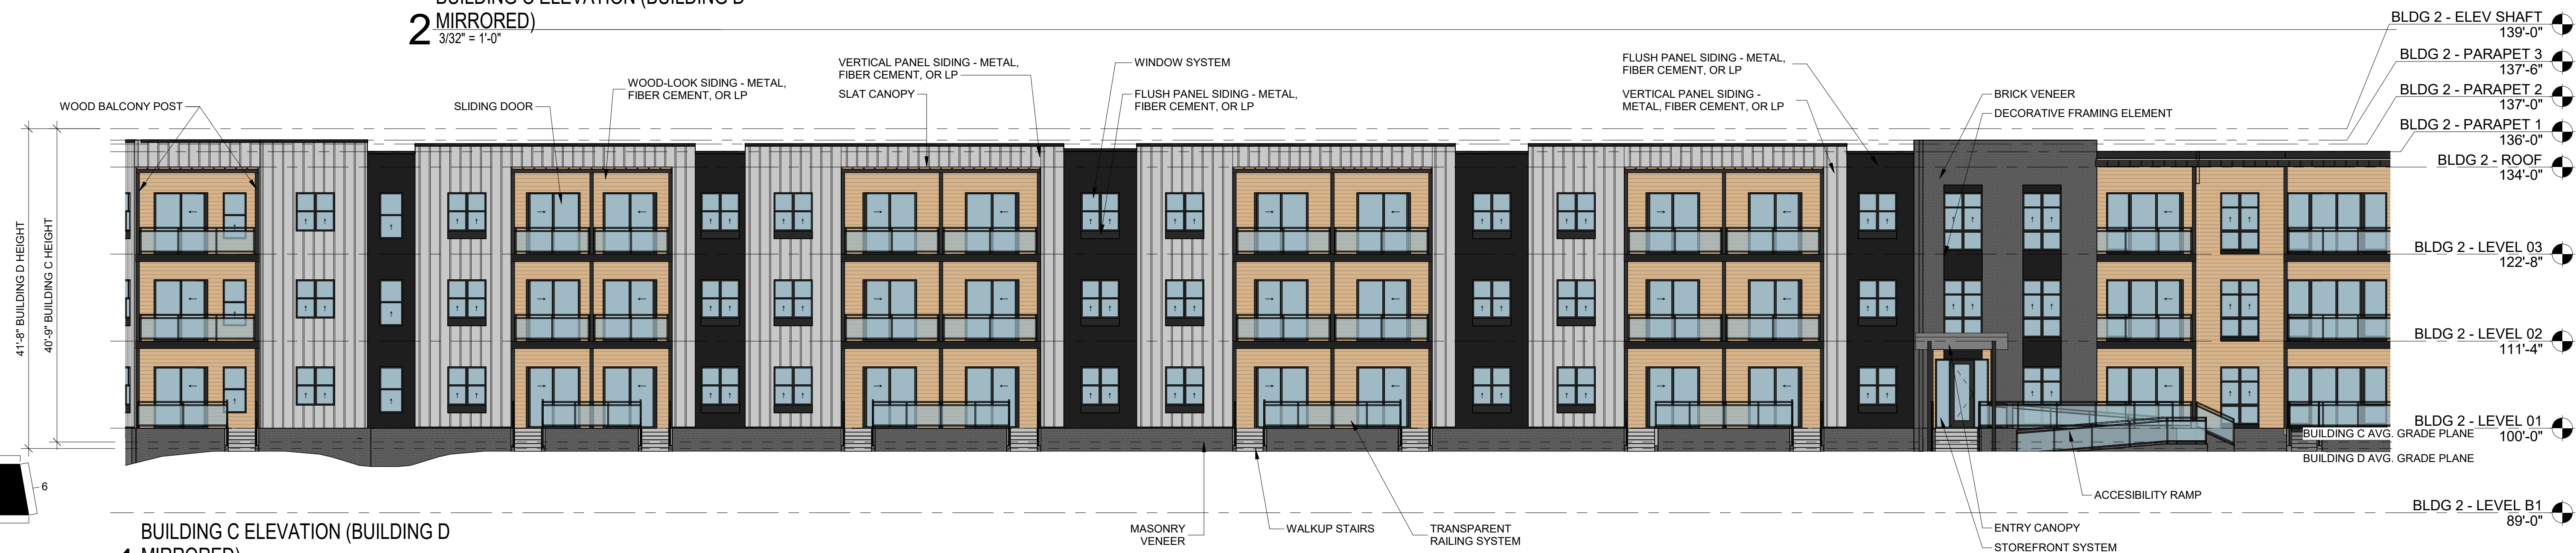 BUILDING C ELEVATION (BUILDING D
2 MIRRORED)
3/32" = 1'-0"
BLDG 2 - ELEV SHAFT
139'-0"
BLDG 2 - PARAPET 3
137'-6"
BLDG 2 - PARAPET 2
137'-0"
BLDG 2 - PARAPET 1
136'-0"
BLDG 2 - ROOF
134'-0"
BLDG 2 - LEVEL 03
122'-8"
BLDG 2 - LEVEL 02
111'-4"
BLDG 2 - LEVEL 01
100'-0"
BUILDING C AVG. GRADE PLANE
BUILDING D AVG. GRADE PLANE
BLDG 2 - LEVEL B1
89'-0"
WOOD BALCONY POST
SLIDING DOOR
WOOD-LOOK SIDING - METAL,
FIBER CEMENT, OR LP
VERTICAL PANEL SIDING - METAL,
FIBER CEMENT, OR LP
SLAT CANOPY
WINDOW SYSTEM
FLUSH PANEL SIDING - METAL,
FIBER CEMENT, OR LP
FLUSH PANEL SIDING - METAL,
FIBER CEMENT, OR LP
VERTICAL PANEL SIDING -
METAL, FIBER CEMENT, OR LP
BRICK VENEER
DECORATIVE FRAMING ELEMENT
41'-8" BUILDING D HEIGHT
40'-9" BUILDING C HEIGHT
6
MASONRY
VENEER
WALKUP STAIRS
TRANSPARENT
RAILING SYSTEM
ACCESIBILITY RAMP
ENTRY CANOPY
STOREFRONT SYSTEM
BUILDING C ELEVATION (BUILDING D
MIRRORED)